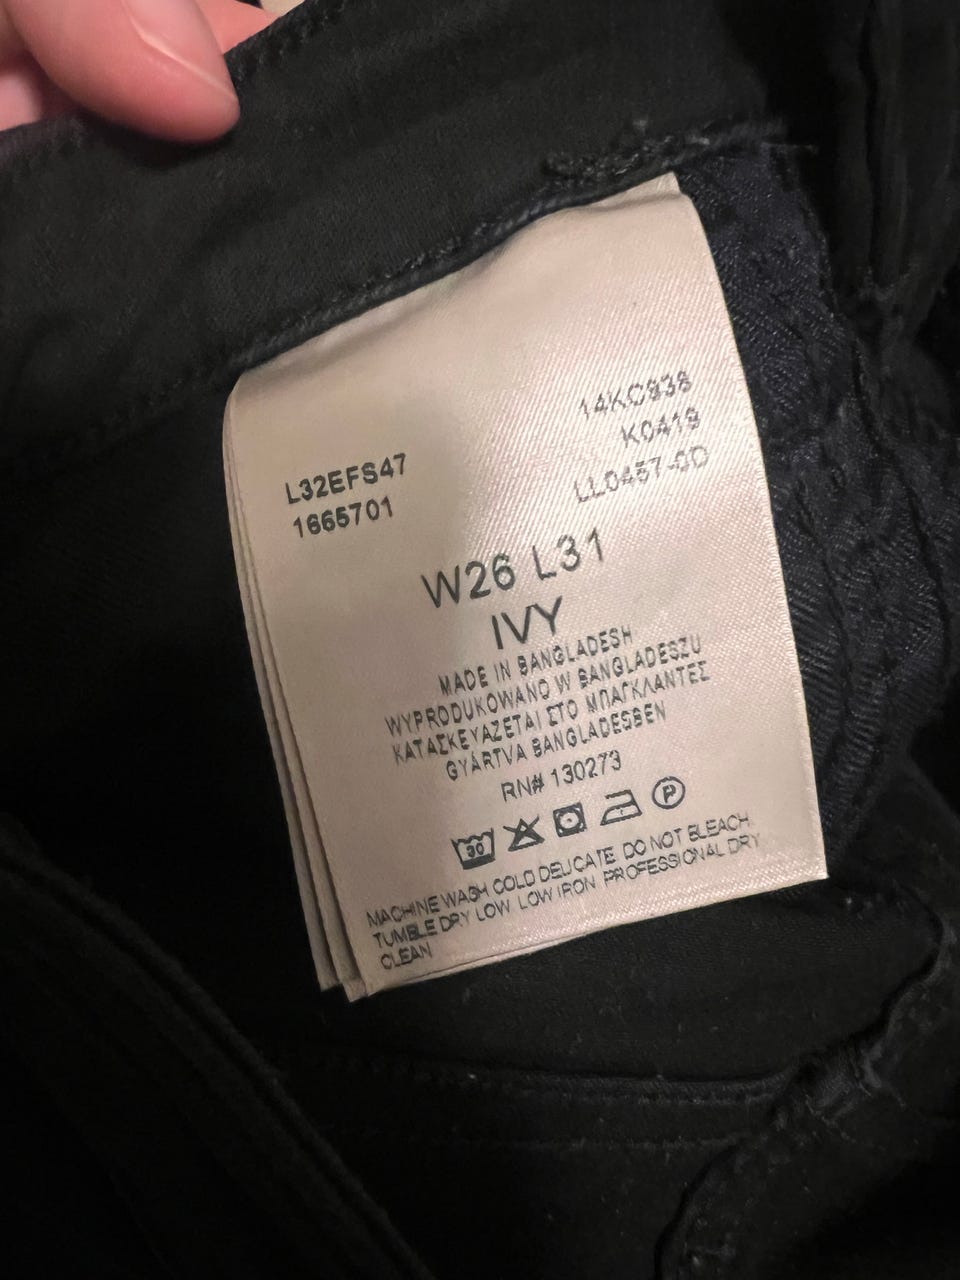 14KC938
K0419
LL0457-0D
L32EFS47
1665701
W26 L31
IVY
MADE IN BANGLADESH
WYPRODUKOWANO W BANGLADESZU
ΚΑΤΑΣΚΕΥΑΖΕΤΑΙ ΣΤΟ ΜΠΑΓΚΛΑΝΤΕΣ
GYÁRTVA BANGLADESBEN
RN# 130273
30 P
MACHINE WASH COLD DELICATE DO NOT BLEACH
TUMBLE DRY LOW LOW IRON PROFESSIONAL DRY
CLEAN